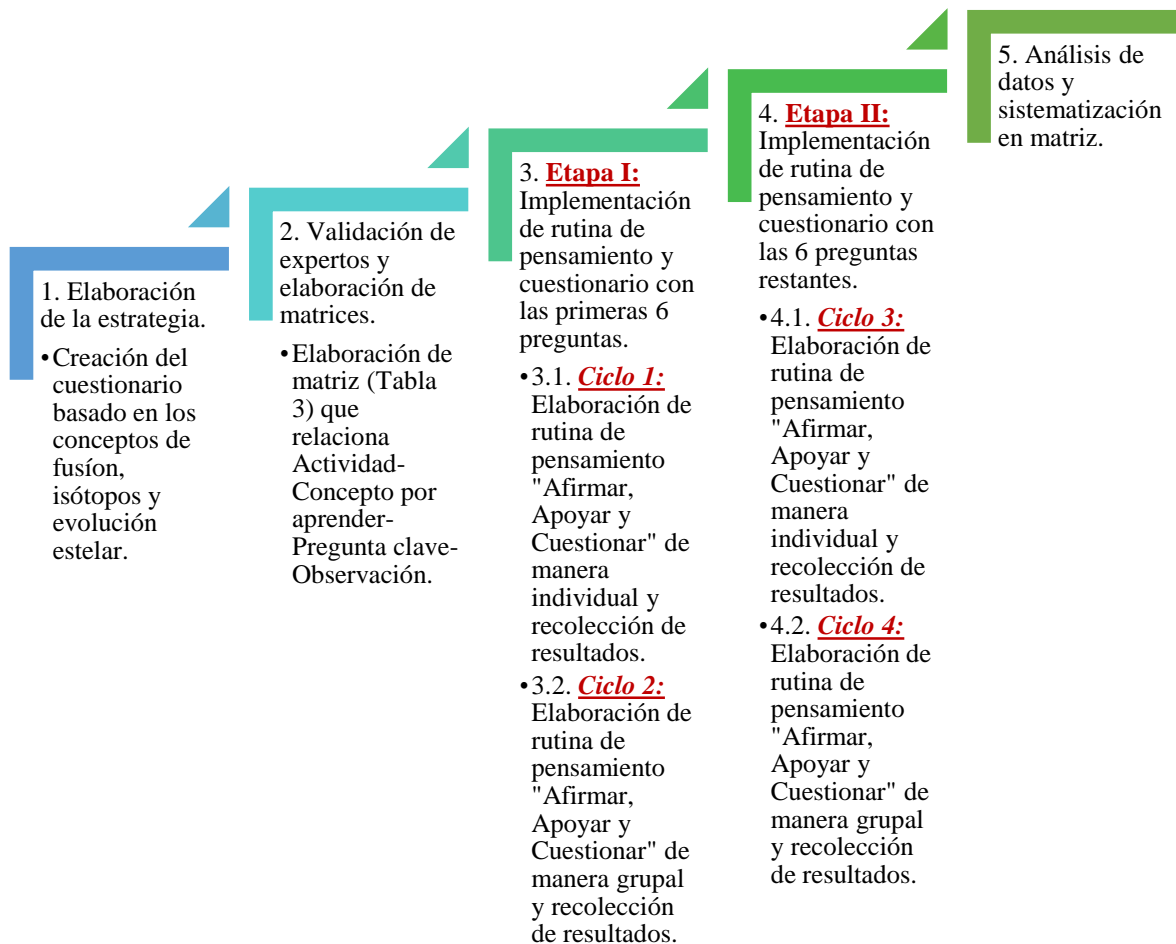 1. Elaboración
de la estrategia.
•Creación del
cuestionario
basado en los
conceptos de
fusíon,
isótopos y
evolución
estelar.
2. Validación de
expertos y
elaboración de
matrices.
•Elaboración de
matriz (Tabla
3) que
relaciona
Actividad-
Concepto por
aprender-
Pregunta clave-
Observación.
3. Etapa I:
Implementación
de rutina de
pensamiento y
cuestionario con
las primeras 6
preguntas.
•3.1. Ciclo 1:
Elaboración de
rutina de
pensamiento
"Afirmar,
Apoyar y
Cuestionar" de
manera
individual y
recolección de
resultados.
•3.2. Ciclo 2:
Elaboración de
rutina de
pensamiento
"Afirmar,
Apoyar y
Cuestionar" de
manera grupal
y recolección
de resultados.
4. Etapa II:
Implementación
de rutina de
pensamiento y
cuestionario con
las 6 preguntas
restantes.
•4.1. Ciclo 3:
Elaboración de
rutina de
pensamiento
"Afirmar,
Apoyar y
Cuestionar" de
manera
individual y
recolección de
resultados.
•4.2. Ciclo 4:
Elaboración de
rutina de
pensamiento
"Afirmar,
Apoyar y
Cuestionar" de
manera grupal
y recolección
de resultados.
5. Análisis de
datos y
sistematización
en matriz.